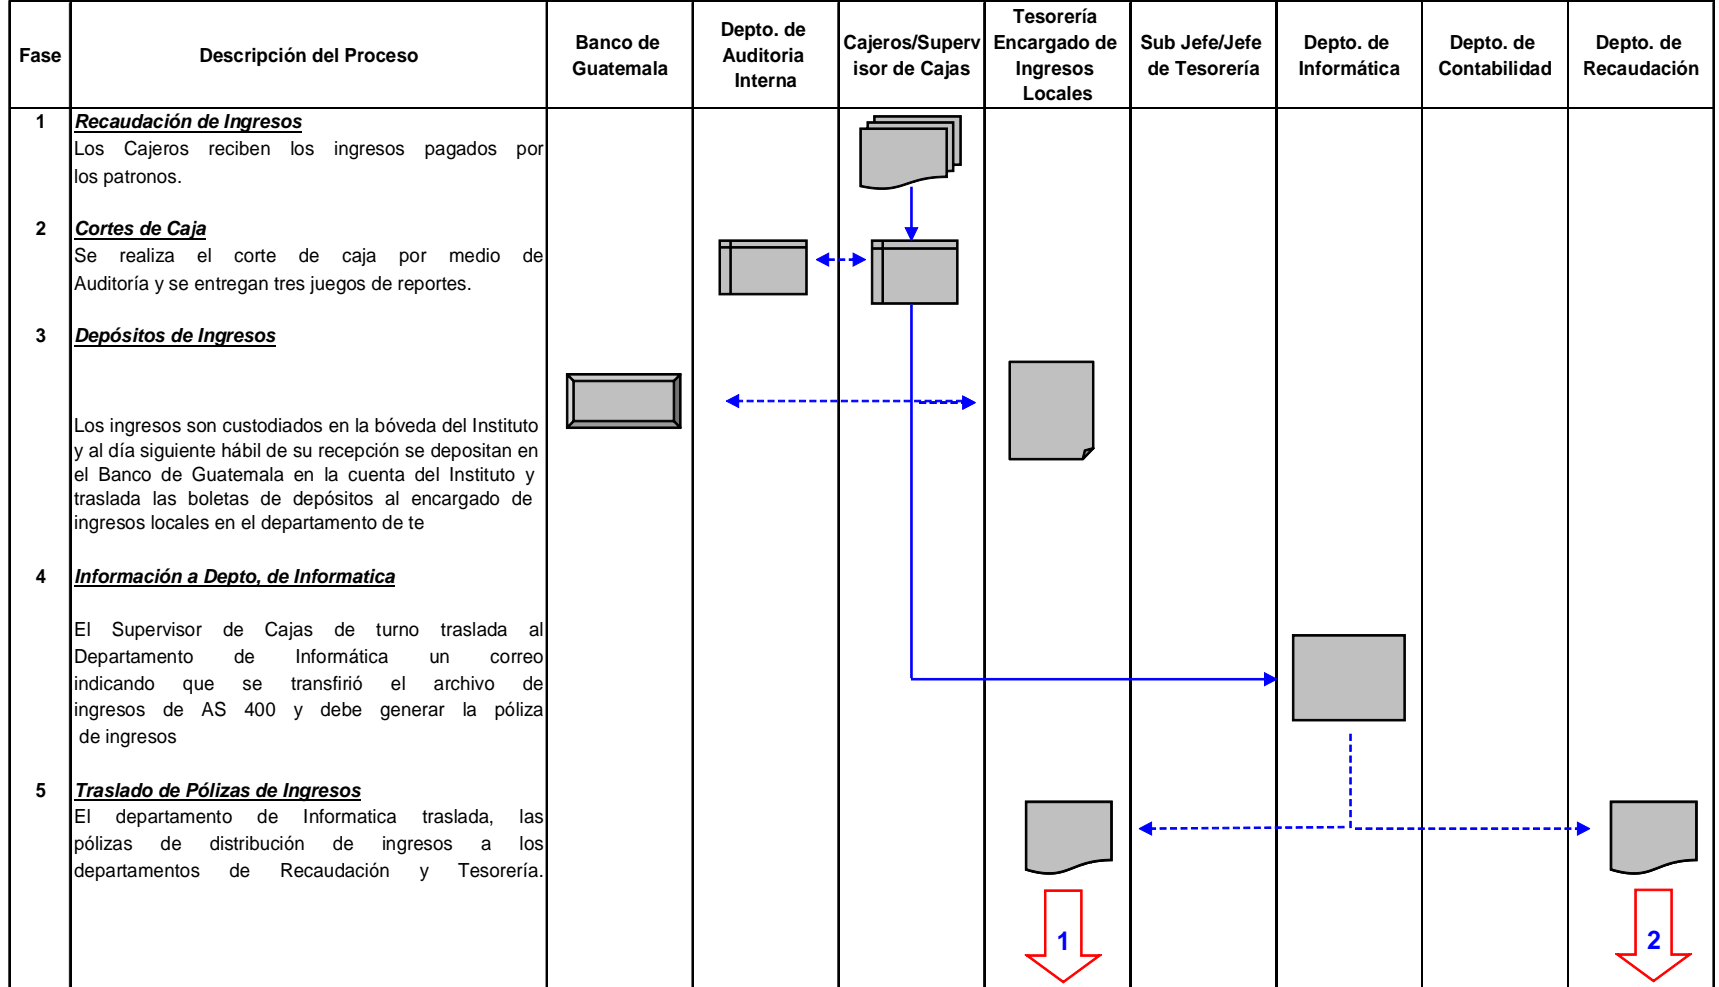 Fase
Descripción del Proceso
Banco de
Guatemala
Depto. de
Auditoria
Interna
Cajeros/Superv
isor de Cajas
Tesorería
Encargado de
Ingresos
Locales
Sub Jefe/Jefe
de Tesorería
Depto. de
Informática
Depto. de
Contabilidad
Depto. de
Recaudación
1
Recaudación de Ingresos
Los Cajeros reciben los ingresos pagados por
los patronos.
2
Cortes de Caja
Se realiza el corte de caja por medio de
Auditoría y se entregan tres juegos de reportes.
3
Depósitos de Ingresos
Los ingresos son custodiados en la bóveda del Instituto
y al día siguiente hábil de su recepción se depositan en
el Banco de Guatemala en la cuenta del Instituto y
traslada las boletas de depósitos al encargado de
ingresos locales en el departamento de te
4
Información a Depto, de Informatica
El Supervisor de Cajas de turno traslada al
Departamento de Informática un correo
indicando que se transfirió el archivo de
ingresos de AS 400 y debe generar la póliza
de ingresos
5
Traslado de Pólizas de Ingresos
El departamento de Informatica traslada, las
pólizas de distribución de ingresos a los
departamentos de Recaudación y Tesorería.
1
2